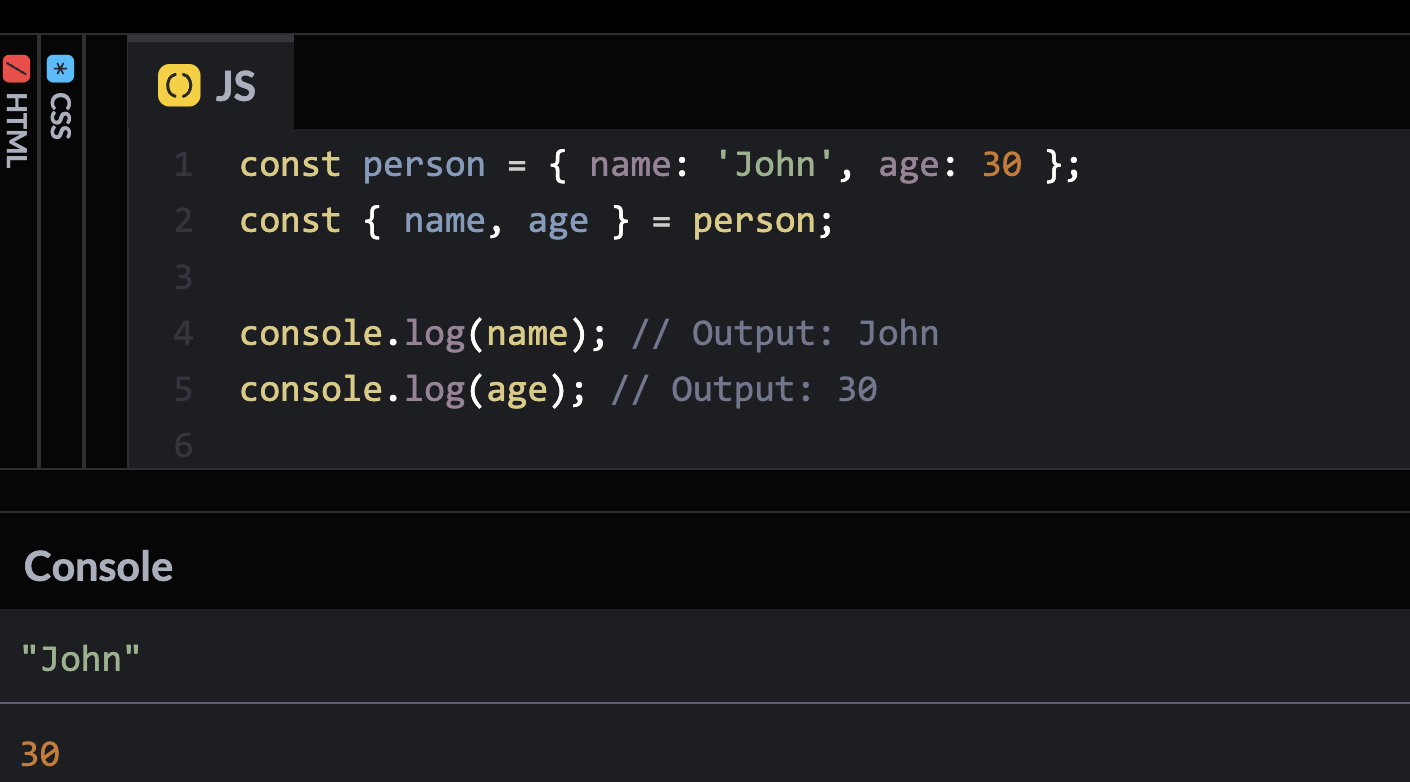 HTML
CSS
JS
1 const person = { name: 'John', age: 30 };
2 const { name, age } = person;
3
4 console.log(name); // Output: John
5 console.log(age); // Output: 30
6
Console
"John"
30